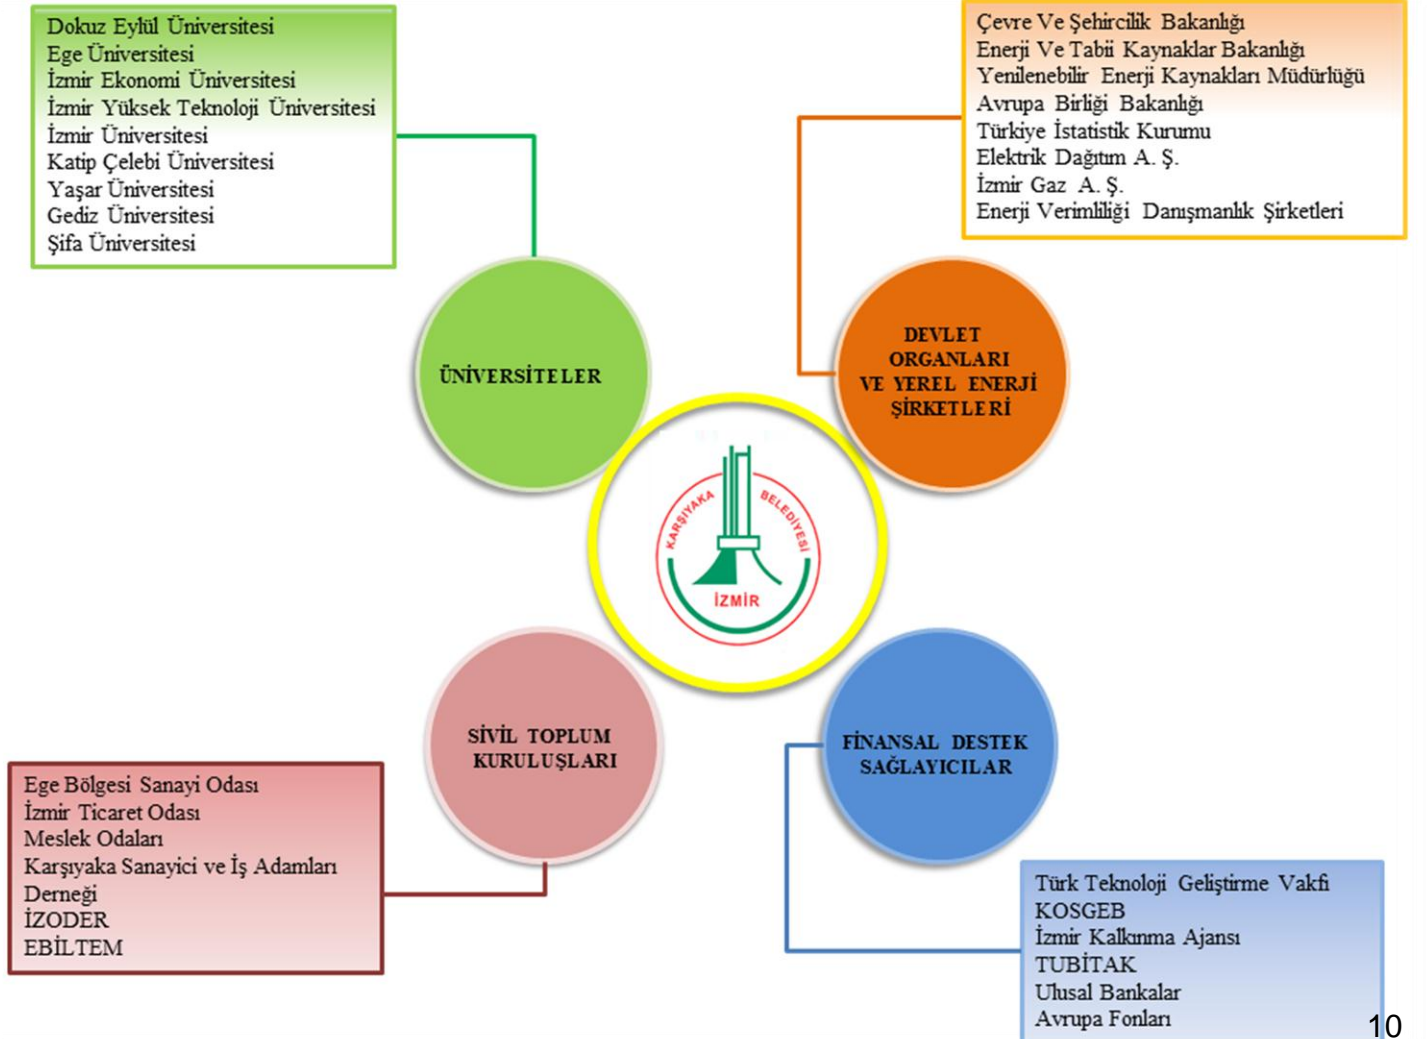 Dokuz Eylül Üniversitesi
Ege Üniversitesi
İzmir Ekonomi Üniversitesi
İzmir Yüksek Teknoloji Üniversitesi
İzmir Üniversitesi
Katip Çelebi Üniversitesi
Yaşar Üniversitesi
Gediz Üniversitesi
Şifa Üniversitesi
Çevre Ve Şehircilik Bakanlığı
Enerji Ve Tabii Kaynaklar Bakanlığı
Yenilenebilir Enerji Kaynakları Müdürlüğü
Avrupa Birliği Bakanlığı
Türkiye İstatistik Kurumu
Elektrik Dağıtım A. Ş.
İzmir Gaz A. Ş.
Enerji Verimliliği Danışmanlık Şirketleri
ÜNİVERSİTELER
DEVLET
ORGANLARI
VE YEREL ENERJİ
ŞİRKETLERİ
KARŞIYAKA BELEDİYESİ
İZMİR
SİVİL TOPLUM
KURULUŞLARI
FİNANSAL DESTEK
SAĞLAYICILAR
Ege Bölgesi Sanayi Odası
İzmir Ticaret Odası
Meslek Odaları
Karşıyaka Sanayici ve İş Adamları
Derneği
İZODER
EBİLTEM
Türk Teknoloji Geliştirme Vakfi
KOSGEB
İzmir Kalkınma Ajansı
TUBİTAK
Ulusal Bankalar
Avrupa Fonları
10